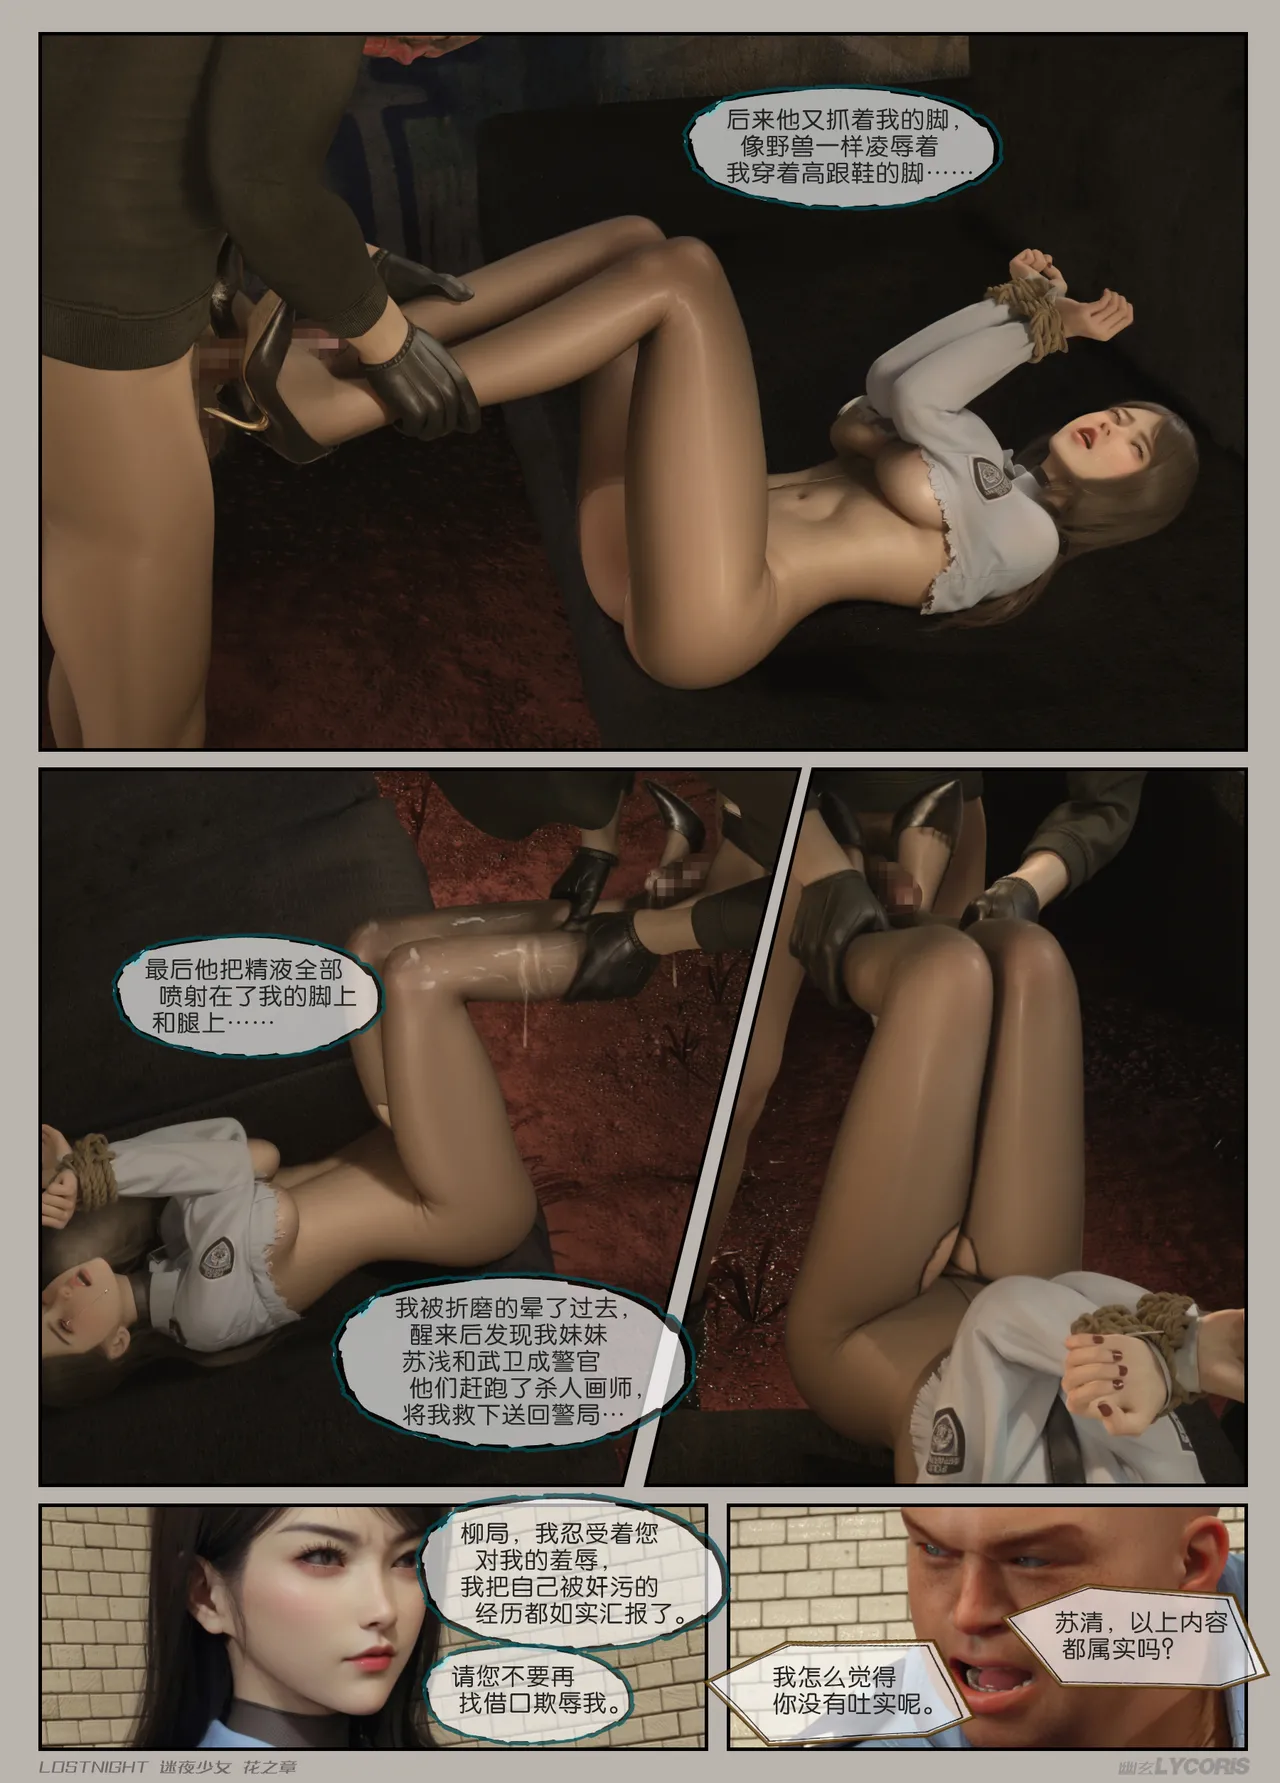 后来他又抓着我的脚，
像野兽一样凌辱着
我穿着高跟鞋的脚……
最后他把精液全部
喷射在了我的脚上
和腿上……
我被折磨的晕了过去，
醒来后发现我妹妹
苏浅和武卫成警官
他们赶跑了杀人画师，
将我救下送回警局…
柳局，我忍受着您
对我的羞辱，
我把自己被奸污的
经历都如实汇报了。
请您不要再
找借口欺辱我。
苏清，以上内容
都属实吗？
我怎么觉得
你没有吐实呢。
LOSTNIGHT 迷夜少女 花之章
幽玄LYCORIS